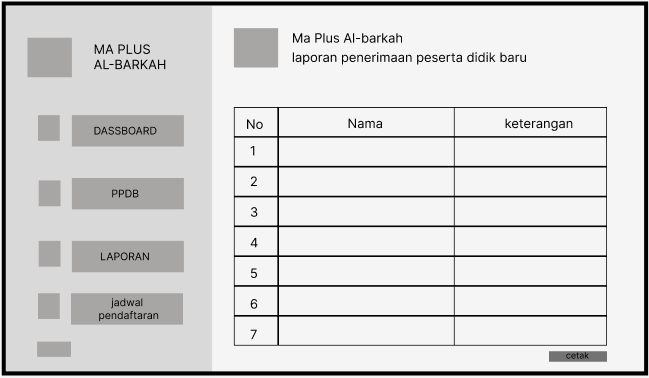 MA PLUS
AL-BARKAH
DASSBOARD
PPDB
LAPORAN
jadwal
pendaftaran
Ma Plus Al-barkah
laporan penerimaan peserta didik baru
No Nama keterangan
1
2
3
4
5
6
7
cetak